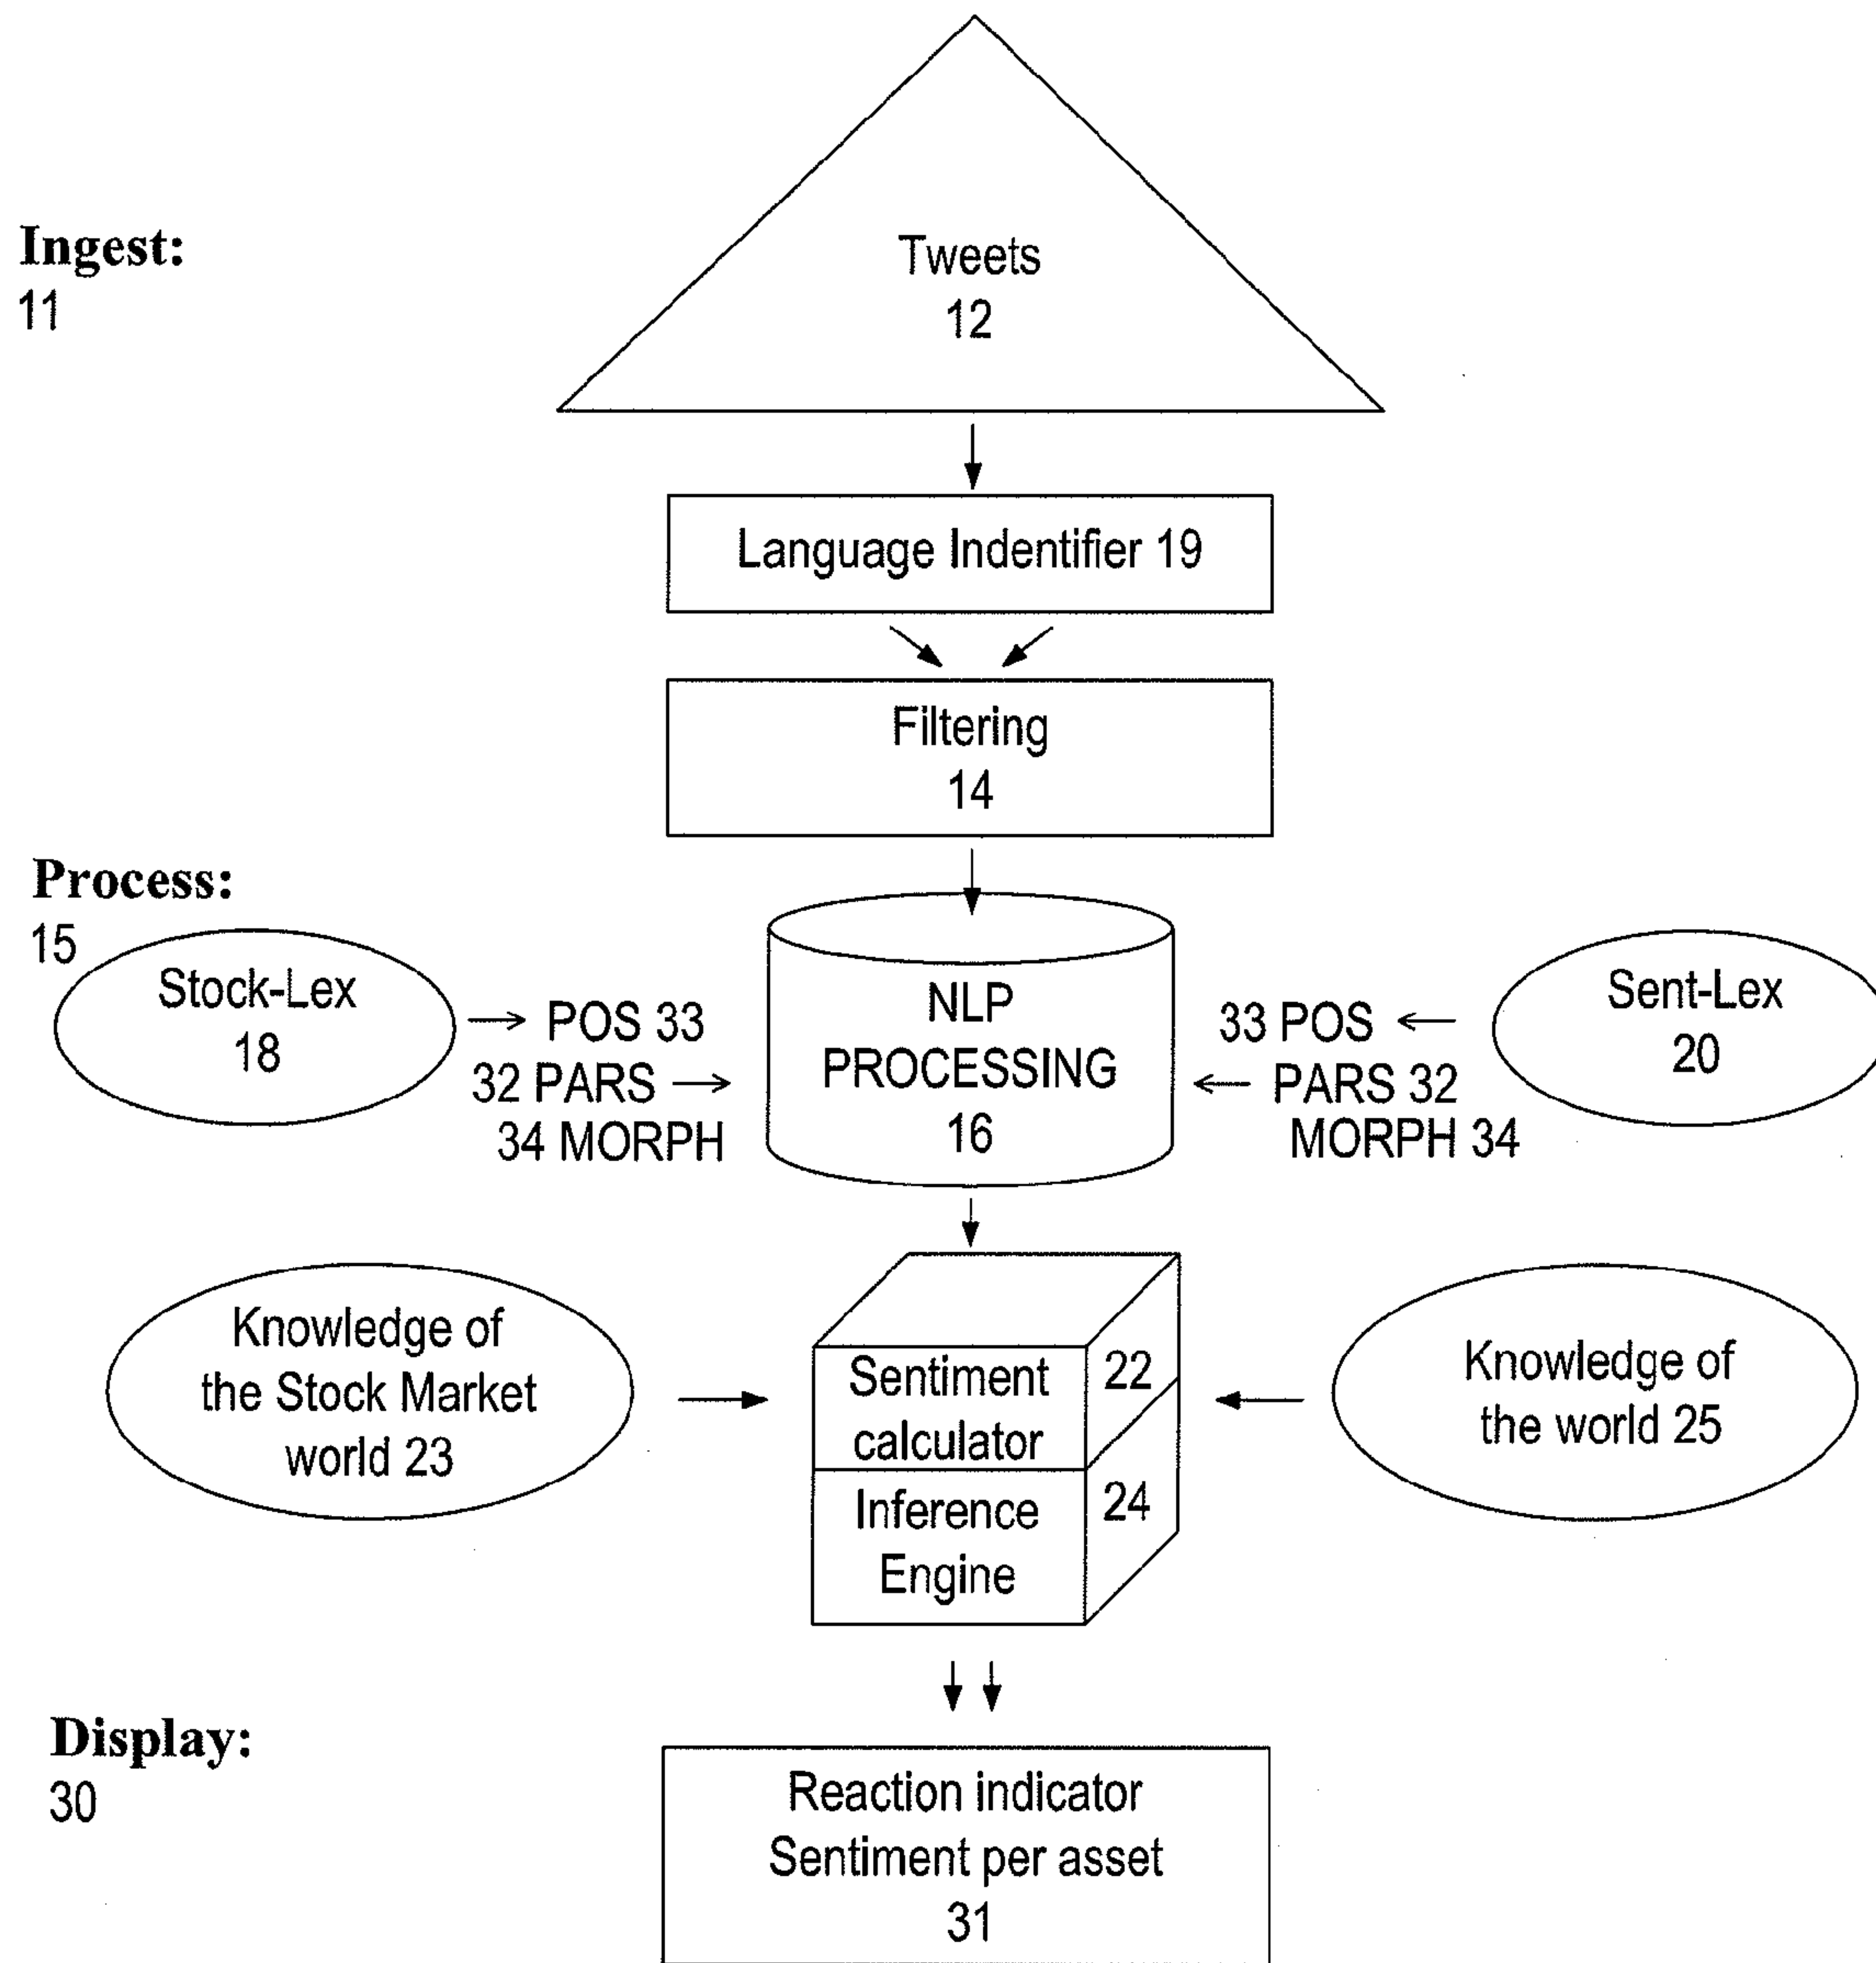 Ingest:
11
Tweets
12
Language Indentifier 19
Filtering
14
Process:
15
Stock-Lex
18
POS 33
32 PARS
34 MORPH
NLP
PROCESSING
16
33 POS
PARS 32
MORPH 34
Sent-Lex
20
Knowledge of
the Stock Market
world 23
Sentiment
calculator
22
Inference
Engine
24
Knowledge of
the world 25
Display:
30
Reaction indicator
Sentiment per asset
31